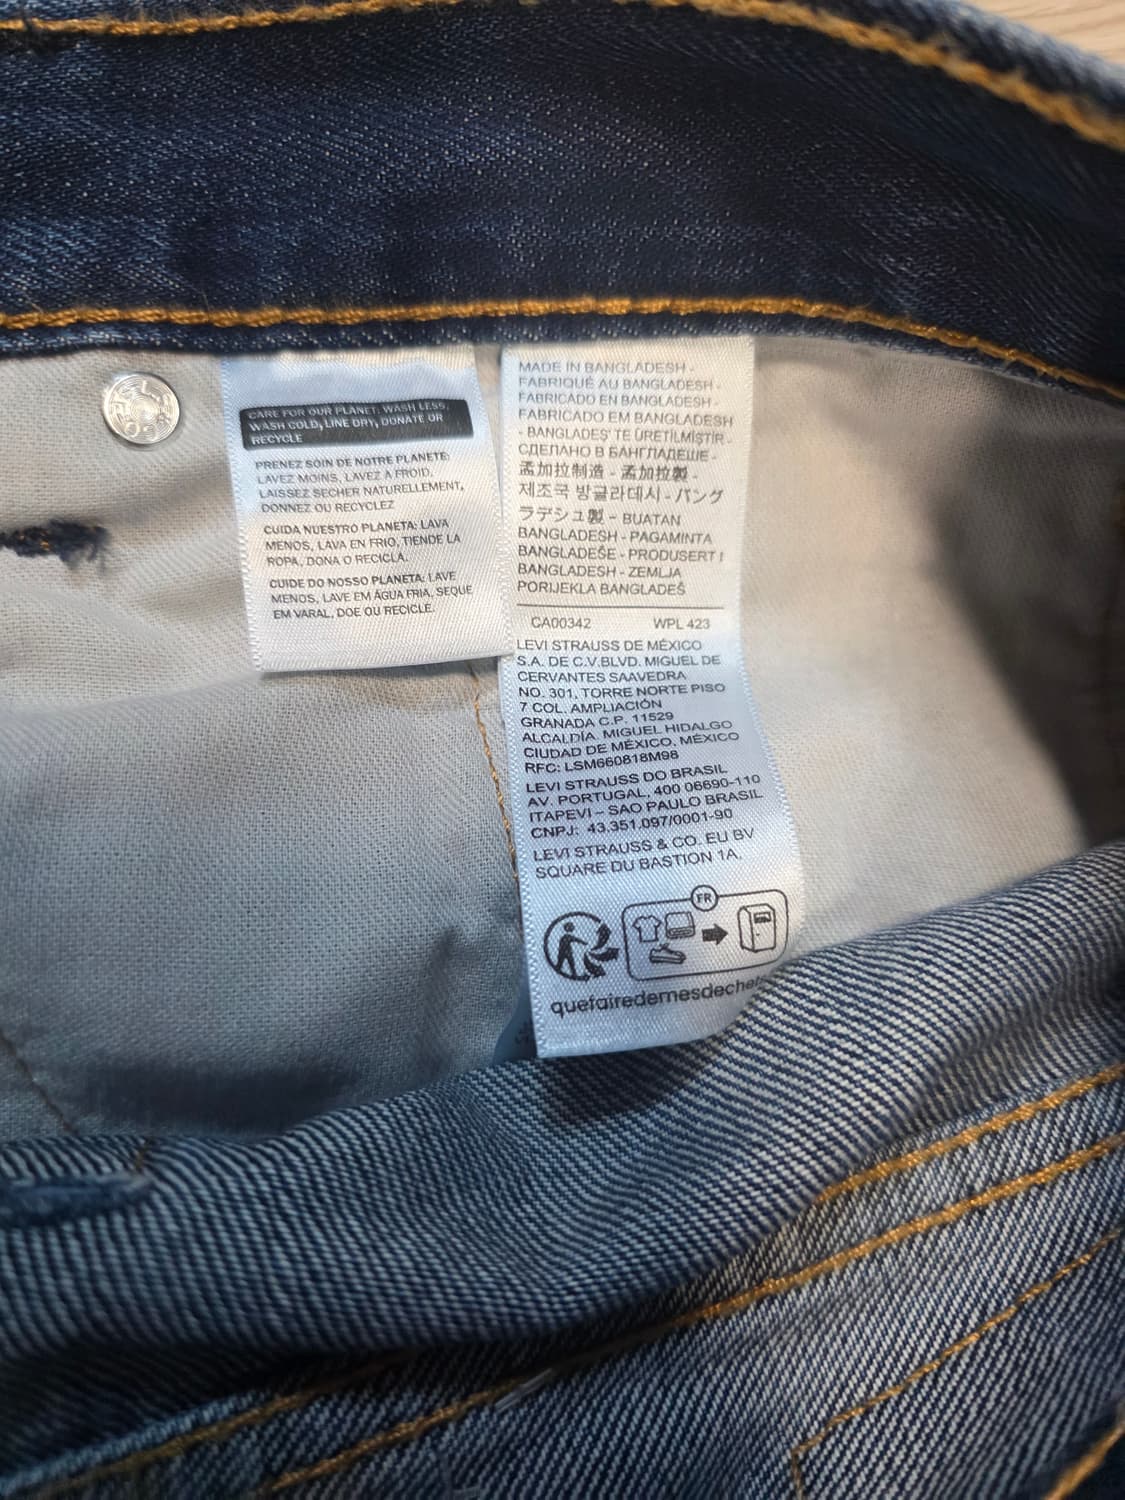 CARE FOR OUR PLANET: WASH LESS,
WASH COLD, LINE DRY, DONATE OR
RECYCLE
PRENEZ SOIN DE NOTRE PLANETE:
LAVEZ MOINS, LAVEZ A FROID,
LAISSEZ SECHER NATURELLEMENT,
DONNEZ OU RECYCLEZ
CUIDA NUESTRO PLANETA: LAVA
MENOS, LAVA EN FRIO, TIENDE LA
ROPA, DONA O RECICLA.
CUIDE DO NOSSO PLANETA: LAVE
MENOS, LAVE EM ÁGUA FRIA, SEQUE
EM VARAL, DOE OU RECICLE.
MADE IN BANGLADESH -
FABRIQUÉ AU BANGLADESH -
FABRICADO EN BANGLADESH -
FABRICADO EM BANGLADESH
- BANGLADEŞ'TE ÜRETİLMİŞTİR -
СДЕЛАНО В БАНГЛАДЕШЕ -
孟加拉制造 - 孟加拉製 -
제조국 방글라데시 - バング
ラデシュ製 - BUATAN
BANGLADESH - PAGAMINTA
BANGLADEŠE - PRODUSERT I
BANGLADESH - ZEMLJA
PORIJEKLA BANGLADEŠ
CA00342 WPL 423
LEVI STRAUSS DE MÉXICO
S.A. DE C.V.BLVD. MIGUEL DE
CERVANTES SAAVEDRA
NO. 301, TORRE NORTE PISO
7 COL. AMPLIACIÓN
GRANADA C.P. 11529
ALCALDÍA. MIGUEL HIDALGO
CIUDAD DE MÉXICO, MÉXICO
RFC: LSM660818M98
LEVI STRAUSS DO BRASIL
AV. PORTUGAL, 400 06690-110
ITAPEVI – SAO PAULO BRASIL
CNPJ: 43.351.097/0001-90
LEVI STRAUSS & CO. EU BV
SQUARE DU BASTION 1A,
FR